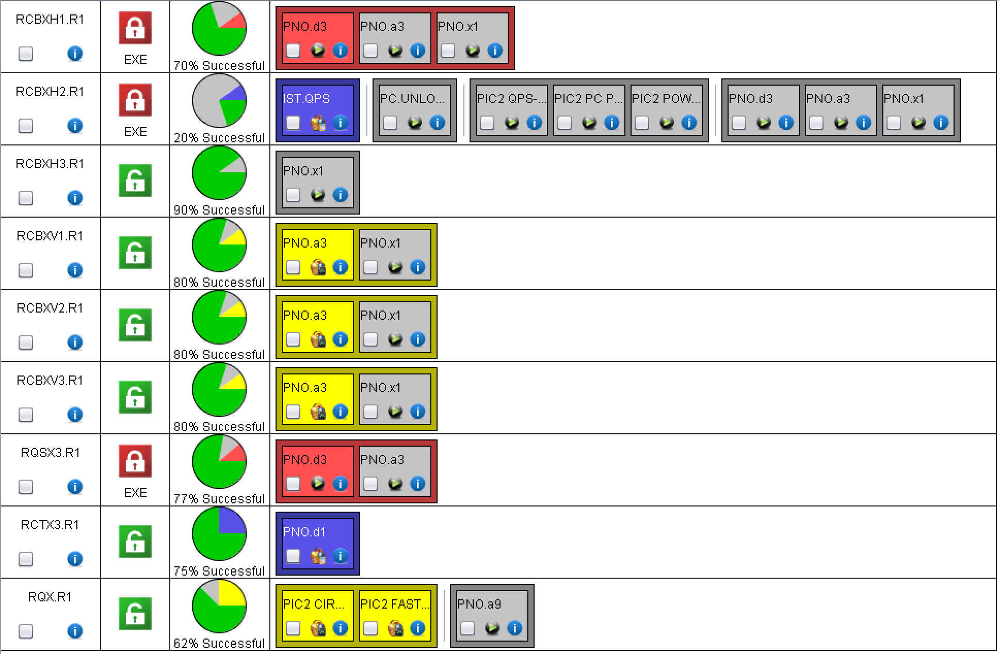 RCBXH1.R1
EXE
70% Successful
PNO.d3 PNO.a3 PNO.x1
RCBXH2.R1
EXE
20% Successful
IST.QPS PC.UNLO... PIC2 QPS-... PIC2 PC P... PIC2 POW... PNO.d3 PNO.a3 PNO.x1
RCBXH3.R1
90% Successful
PNO.x1
RCBXV1.R1
80% Successful
PNO.a3 PNO.x1
RCBXV2.R1
80% Successful
PNO.a3 PNO.x1
RCBXV3.R1
80% Successful
PNO.a3 PNO.x1
RQSX3.R1
EXE
77% Successful
PNO.d3 PNO.a3
RCTX3.R1
75% Successful
PNO.d1
RQX.R1
62% Successful
PIC2 CIR... PIC2 FAST... PNO.a9